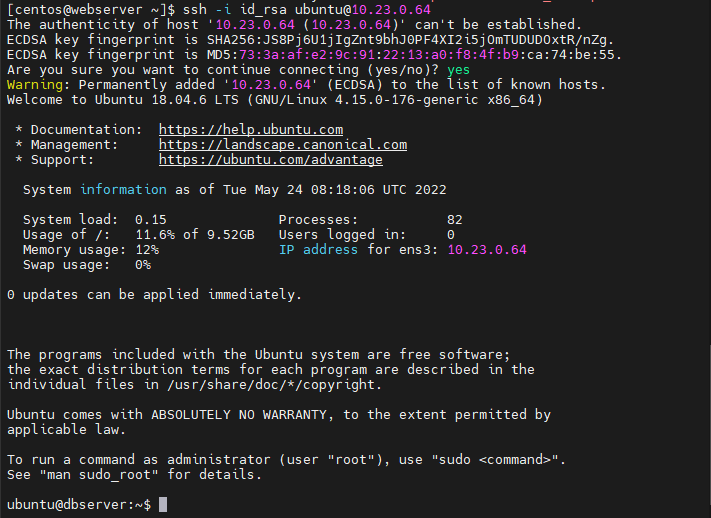 [centos@webserver ~]$ ssh -i id_rsa ubuntu@10.23.0.64
The authenticity of host '10.23.0.64 (10.23.0.64)' can't be established.
ECDSA key fingerprint is SHA256:JS8Pj6U1jIgZnt9bhJ0PF4XI2i5jOmTUDUDOxtR/nZg.
ECDSA key fingerprint is MD5:73:3a:af:e2:9c:91:22:13:a0:f8:4f:b9:ca:74:be:55.
Are you sure you want to continue connecting (yes/no)? yes
Warning: Permanently added '10.23.0.64' (ECDSA) to the list of known hosts.
Welcome to Ubuntu 18.04.6 LTS (GNU/Linux 4.15.0-176-generic x86_64)
* Documentation:  https://help.ubuntu.com
* Management:     https://landscape.canonical.com
* Support:        https://ubuntu.com/advantage
System information as of Tue May 24 08:18:06 UTC 2022
System load:  0.15              Processes:           82
Usage of /:   11.6% of 9.52GB   Users logged in:     0
Memory usage: 12%               IP address for ens3: 10.23.0.64
Swap usage:   0%
0 updates can be applied immediately.
The programs included with the Ubuntu system are free software;
the exact distribution terms for each program are described in the
individual files in /usr/share/doc/*/copyright.
Ubuntu comes with ABSOLUTELY NO WARRANTY, to the extent permitted by
applicable law.
To run a command as administrator (user "root"), use "sudo <command>".
See "man sudo_root" for details.
ubuntu@dbserver:~$